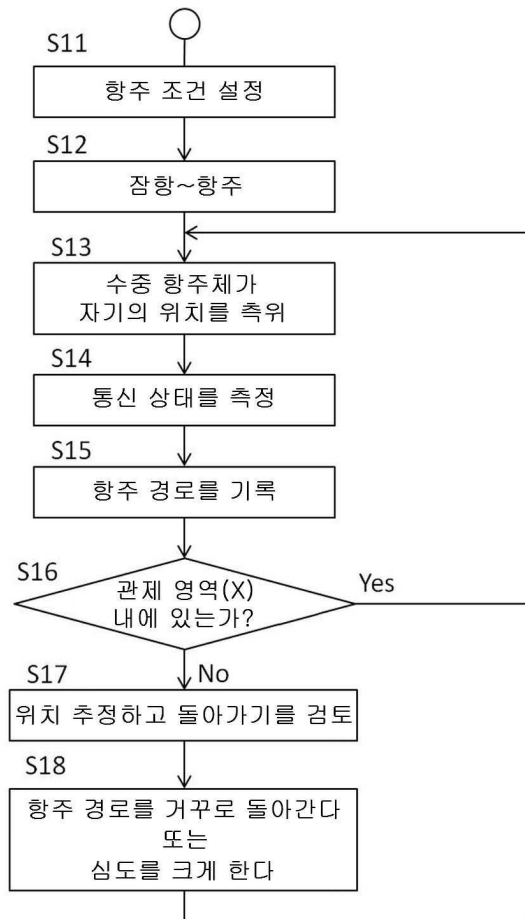 S11
항주 조건 설정
S12
잠항~항주
S13
수중 항주체가
자기의 위치를 측위
S14
통신 상태를 측정
S15
항주 경로를 기록
S16
관제 영역(X)
내에 있는가?
Yes
No
S17
위치 추정하고 돌아가기를 검토
S18
항주 경로를 거꾸로 돌아간다
또는
심도를 크게 한다